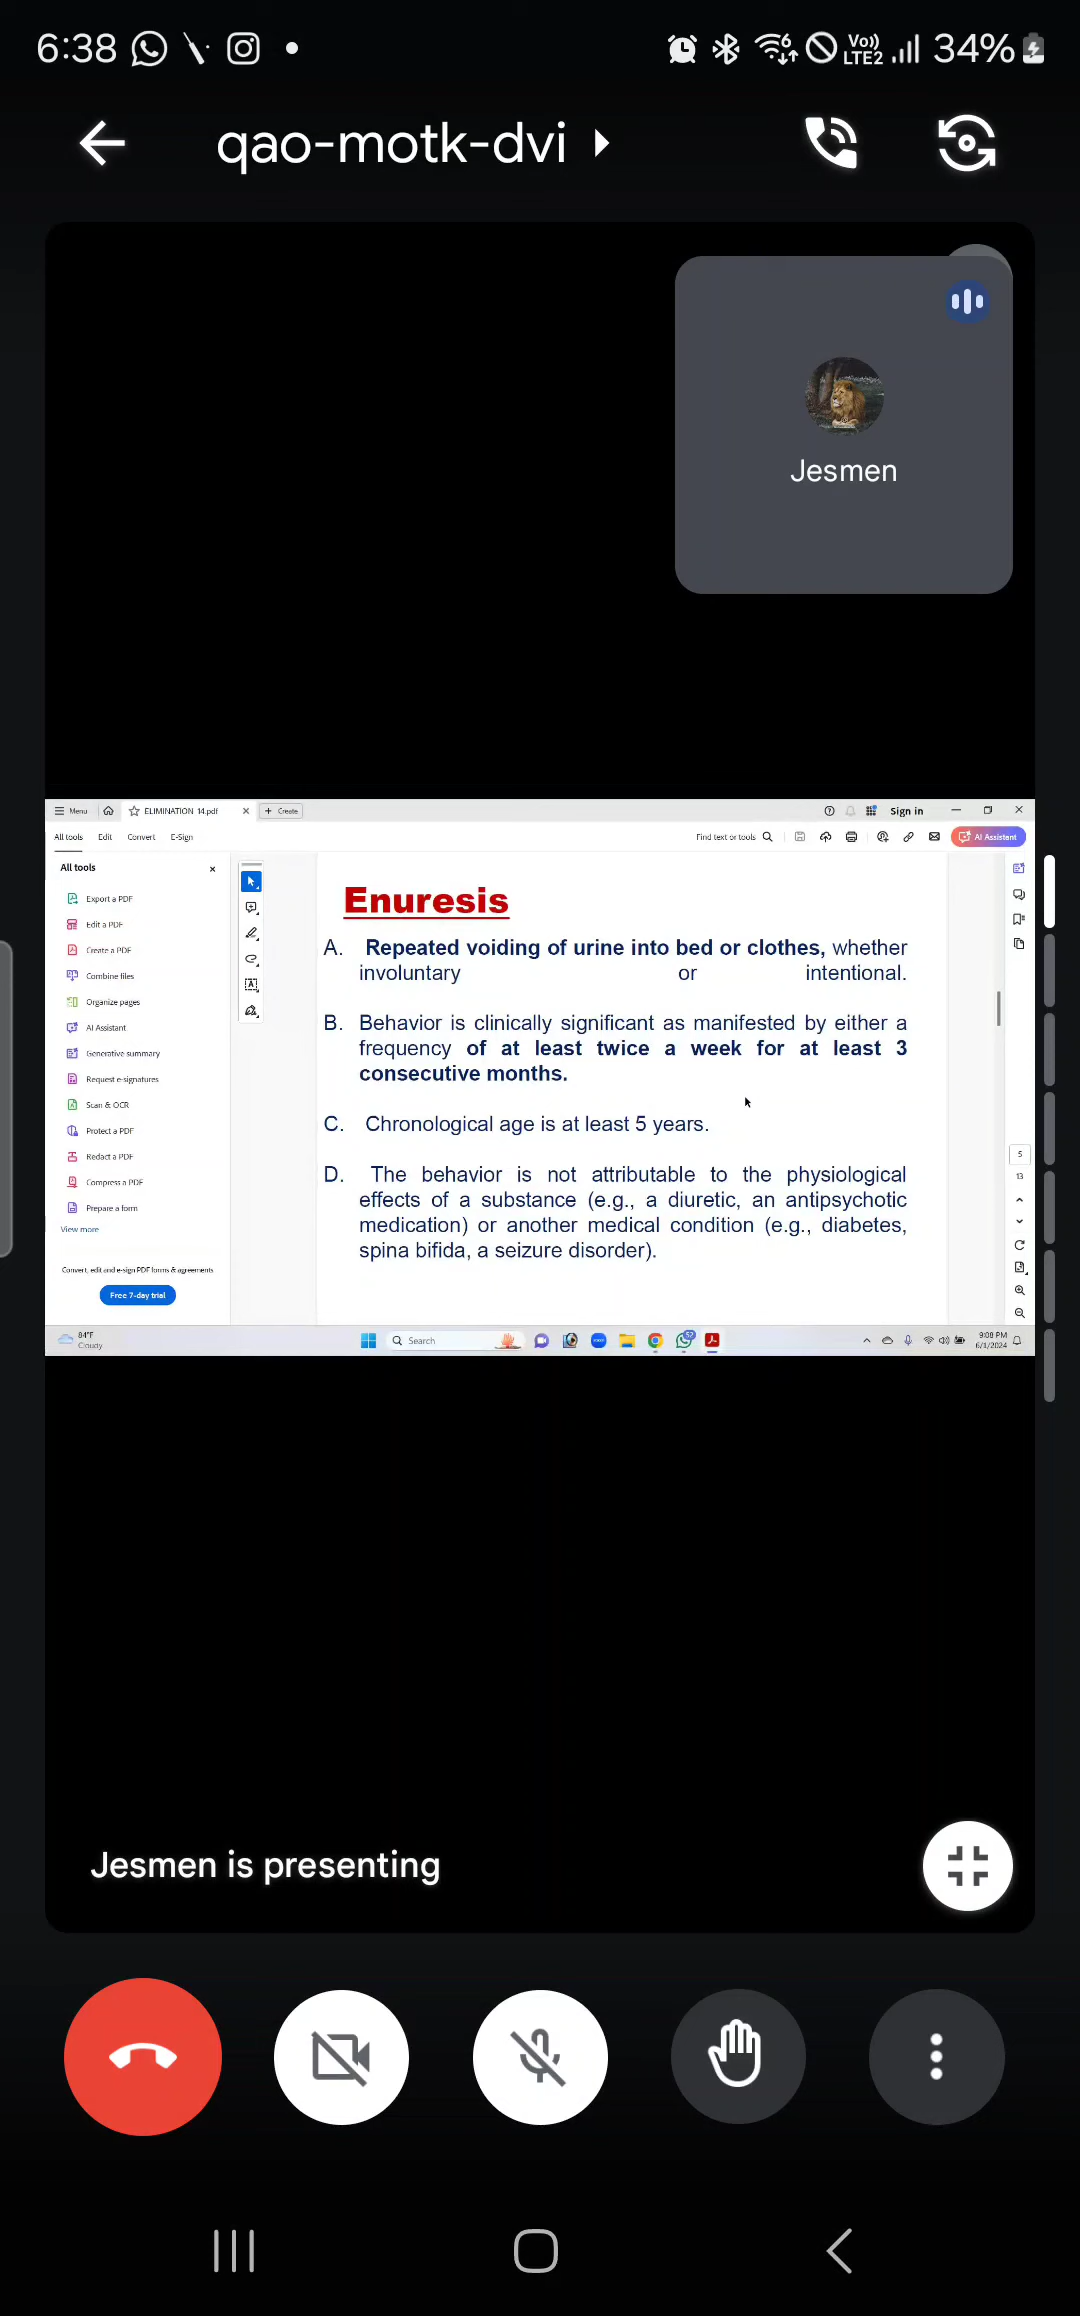 6:38
Vo))
LTE2
34%
6
qao-motk-dvi
Jesmen
Menu
ELIMINATION 14.pdf
Create
Sign in
All tools
Edit
Convert
E-Sign
Find text or tools
AI Assistant
All tools
Export a PDF
Edit a PDF
Create a PDF
Combine files
Organize pages
AI Assistant
Generative summary
Request e-signatures
Scan & OCR
Protect a PDF
Redact a PDF
Compress a PDF
Prepare a form
View more
Convert, edit and e-sign PDF forms & agreements
Free 7-day trial
Enuresis
A. Repeated voiding of urine into bed or clothes, whether
involuntary or intentional.
B. Behavior is clinically significant as manifested by either a
frequency of at least twice a week for at least 3
consecutive months.
C. Chronological age is at least 5 years.
D. The behavior is not attributable to the physiological
effects of a substance (e.g., a diuretic, an antipsychotic
medication) or another medical condition (e.g., diabetes,
spina bifida, a seizure disorder).
5
13
84°F
Cloudy
Search
52
9:08 PM
6/1/2024
Jesmen is presenting